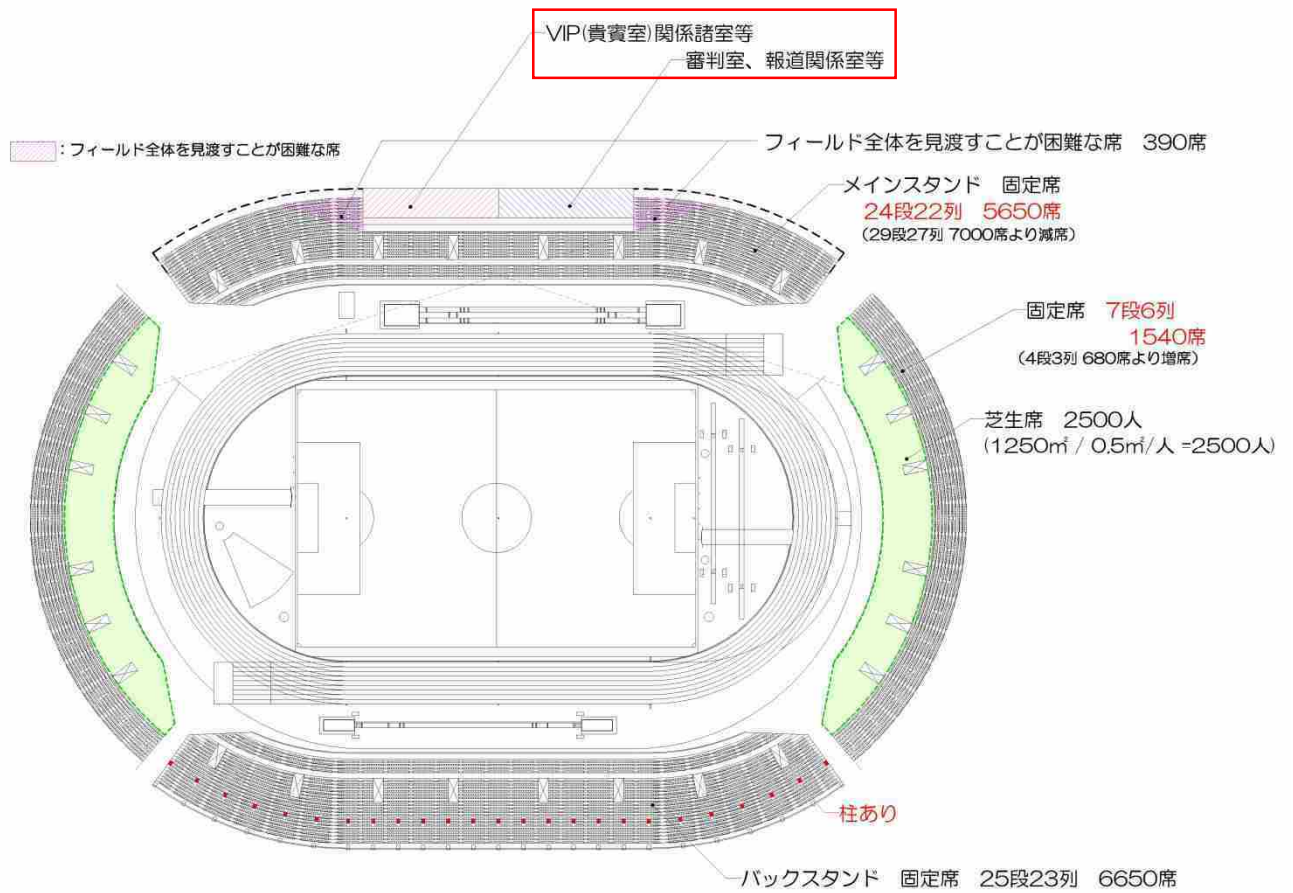 VIP(貴賓室)関係諸室等
審判室、報道関係室等
:フィールド全体を見渡すことが困難な席
フィールド全体を見渡すことが困難な席 390席
メインスタンド 固定席
24段22列 5650席
(29段27列 7000席より減席)
固定席 7段6列
1540席
(4段3列 680席より増席)
芝生席 2500人
(1250㎡ / 0.5㎡/人 =2500人)
柱あり
バックスタンド 固定席 25段23列 6650席